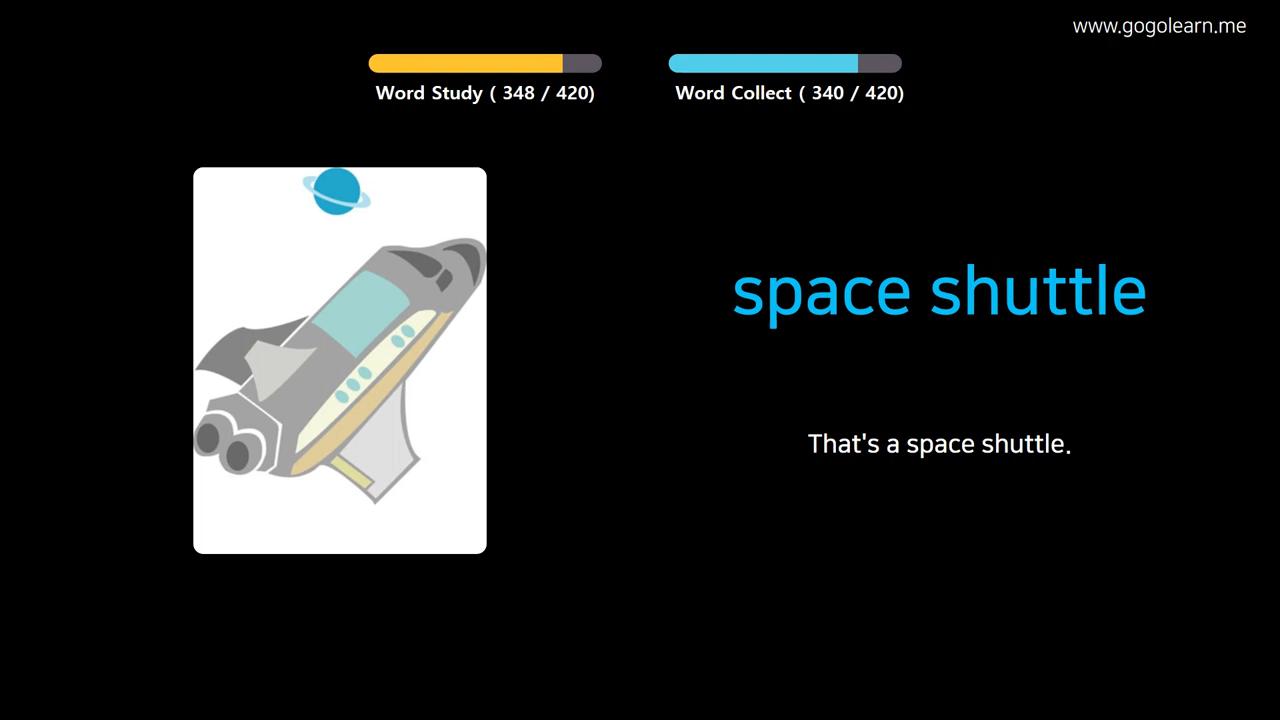 www.gogolearn.me
Word Study ( 348 / 420)
Word Collect ( 340 / 420)
space shuttle
That's a space shuttle.